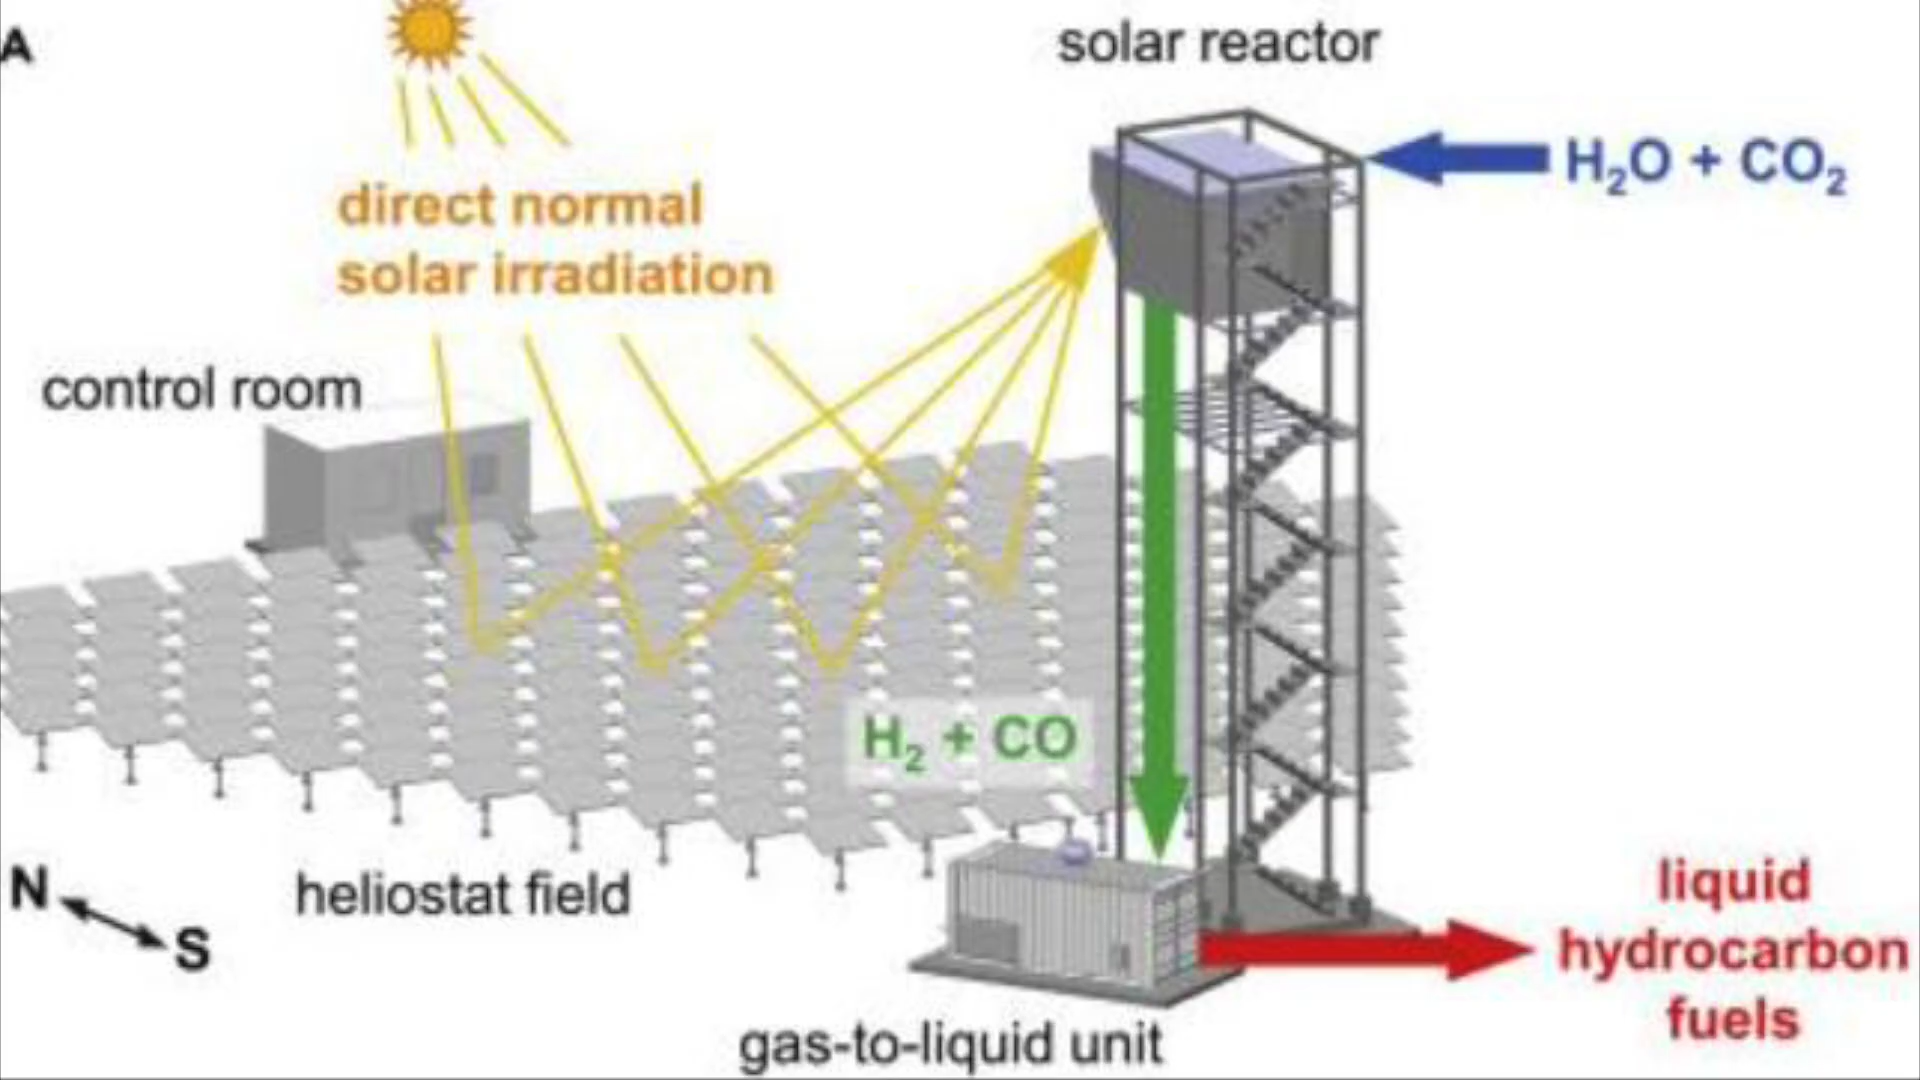 A
solar reactor
H₂O + CO₂
direct normal
solar irradiation
control room
H₂ + CO
N
S
heliostat field
liquid
hydrocarbon
fuels
gas-to-liquid unit